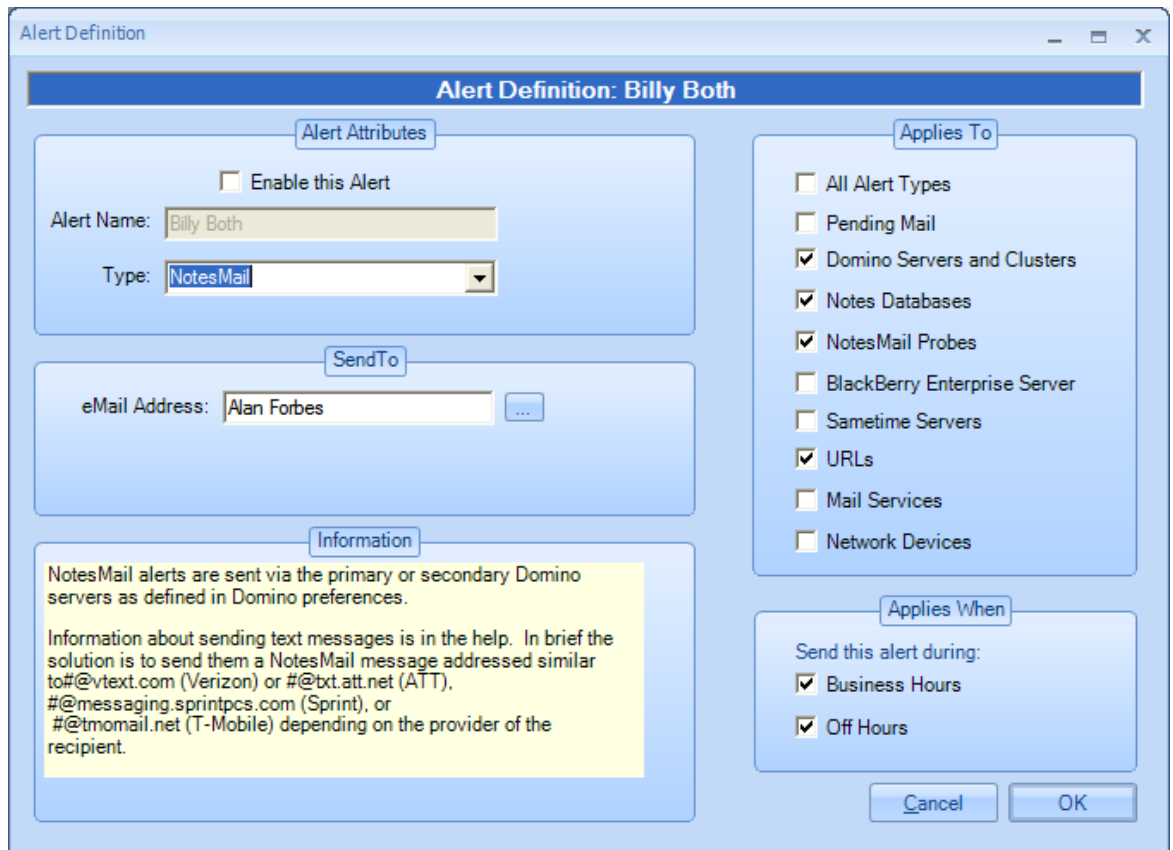 Alert Definition
Alert Definition: Billy Both
Alert Attributes
Enable this Alert
Alert Name: Billy Both
Type: NotesMail
SendTo
eMail Address: Alan Forbes ...
Information
NotesMail alerts are sent via the primary or secondary Domino
servers as defined in Domino preferences.
Information about sending text messages is in the help.  In brief the
solution is to send them a NotesMail message addressed similar
to#@vtext.com (Verizon) or #@txt.att.net (ATT),
#@messaging.sprintpcs.com (Sprint), or
#@tmomail.net (T-Mobile) depending on the provider of the
recipient.
Applies To
All Alert Types
Pending Mail
Domino Servers and Clusters
Notes Databases
NotesMail Probes
BlackBerry Enterprise Server
Sametime Servers
URLs
Mail Services
Network Devices
Applies When
Send this alert during:
Business Hours
Off Hours
Cancel OK